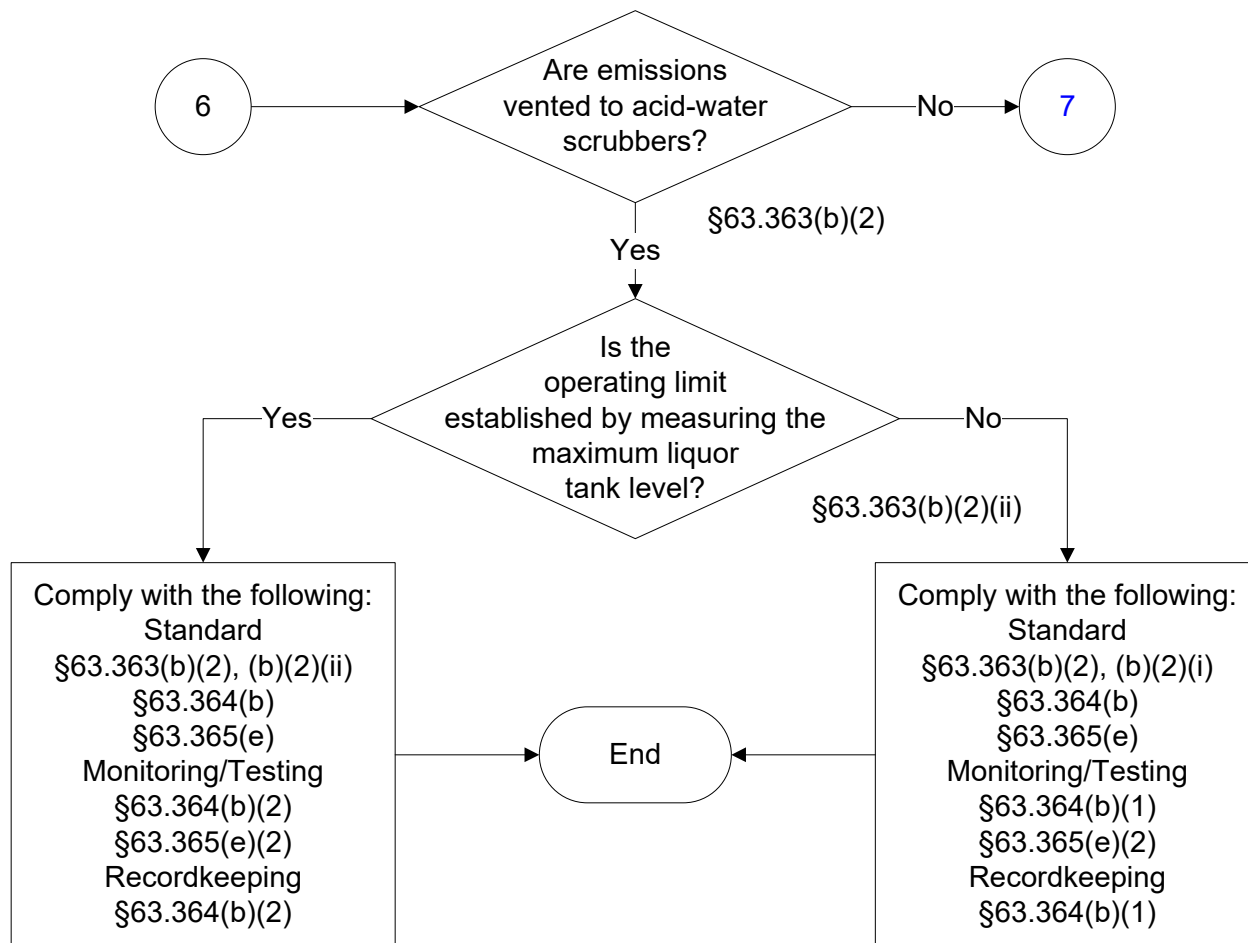 6
Are emissions
vented to acid-water
scrubbers?
No
7
§63.363(b)(2)
Yes
Is the
operating limit
established by measuring the
maximum liquor
tank level?
Yes
No
§63.363(b)(2)(ii)
Comply with the following:
Standard
§63.363(b)(2), (b)(2)(ii)
§63.364(b)
§63.365(e)
Monitoring/Testing
§63.364(b)(2)
§63.365(e)(2)
Recordkeeping
§63.364(b)(2)
End
Comply with the following:
Standard
§63.363(b)(2), (b)(2)(i)
§63.364(b)
§63.365(e)
Monitoring/Testing
§63.364(b)(1)
§63.365(e)(2)
Recordkeeping
§63.364(b)(1)